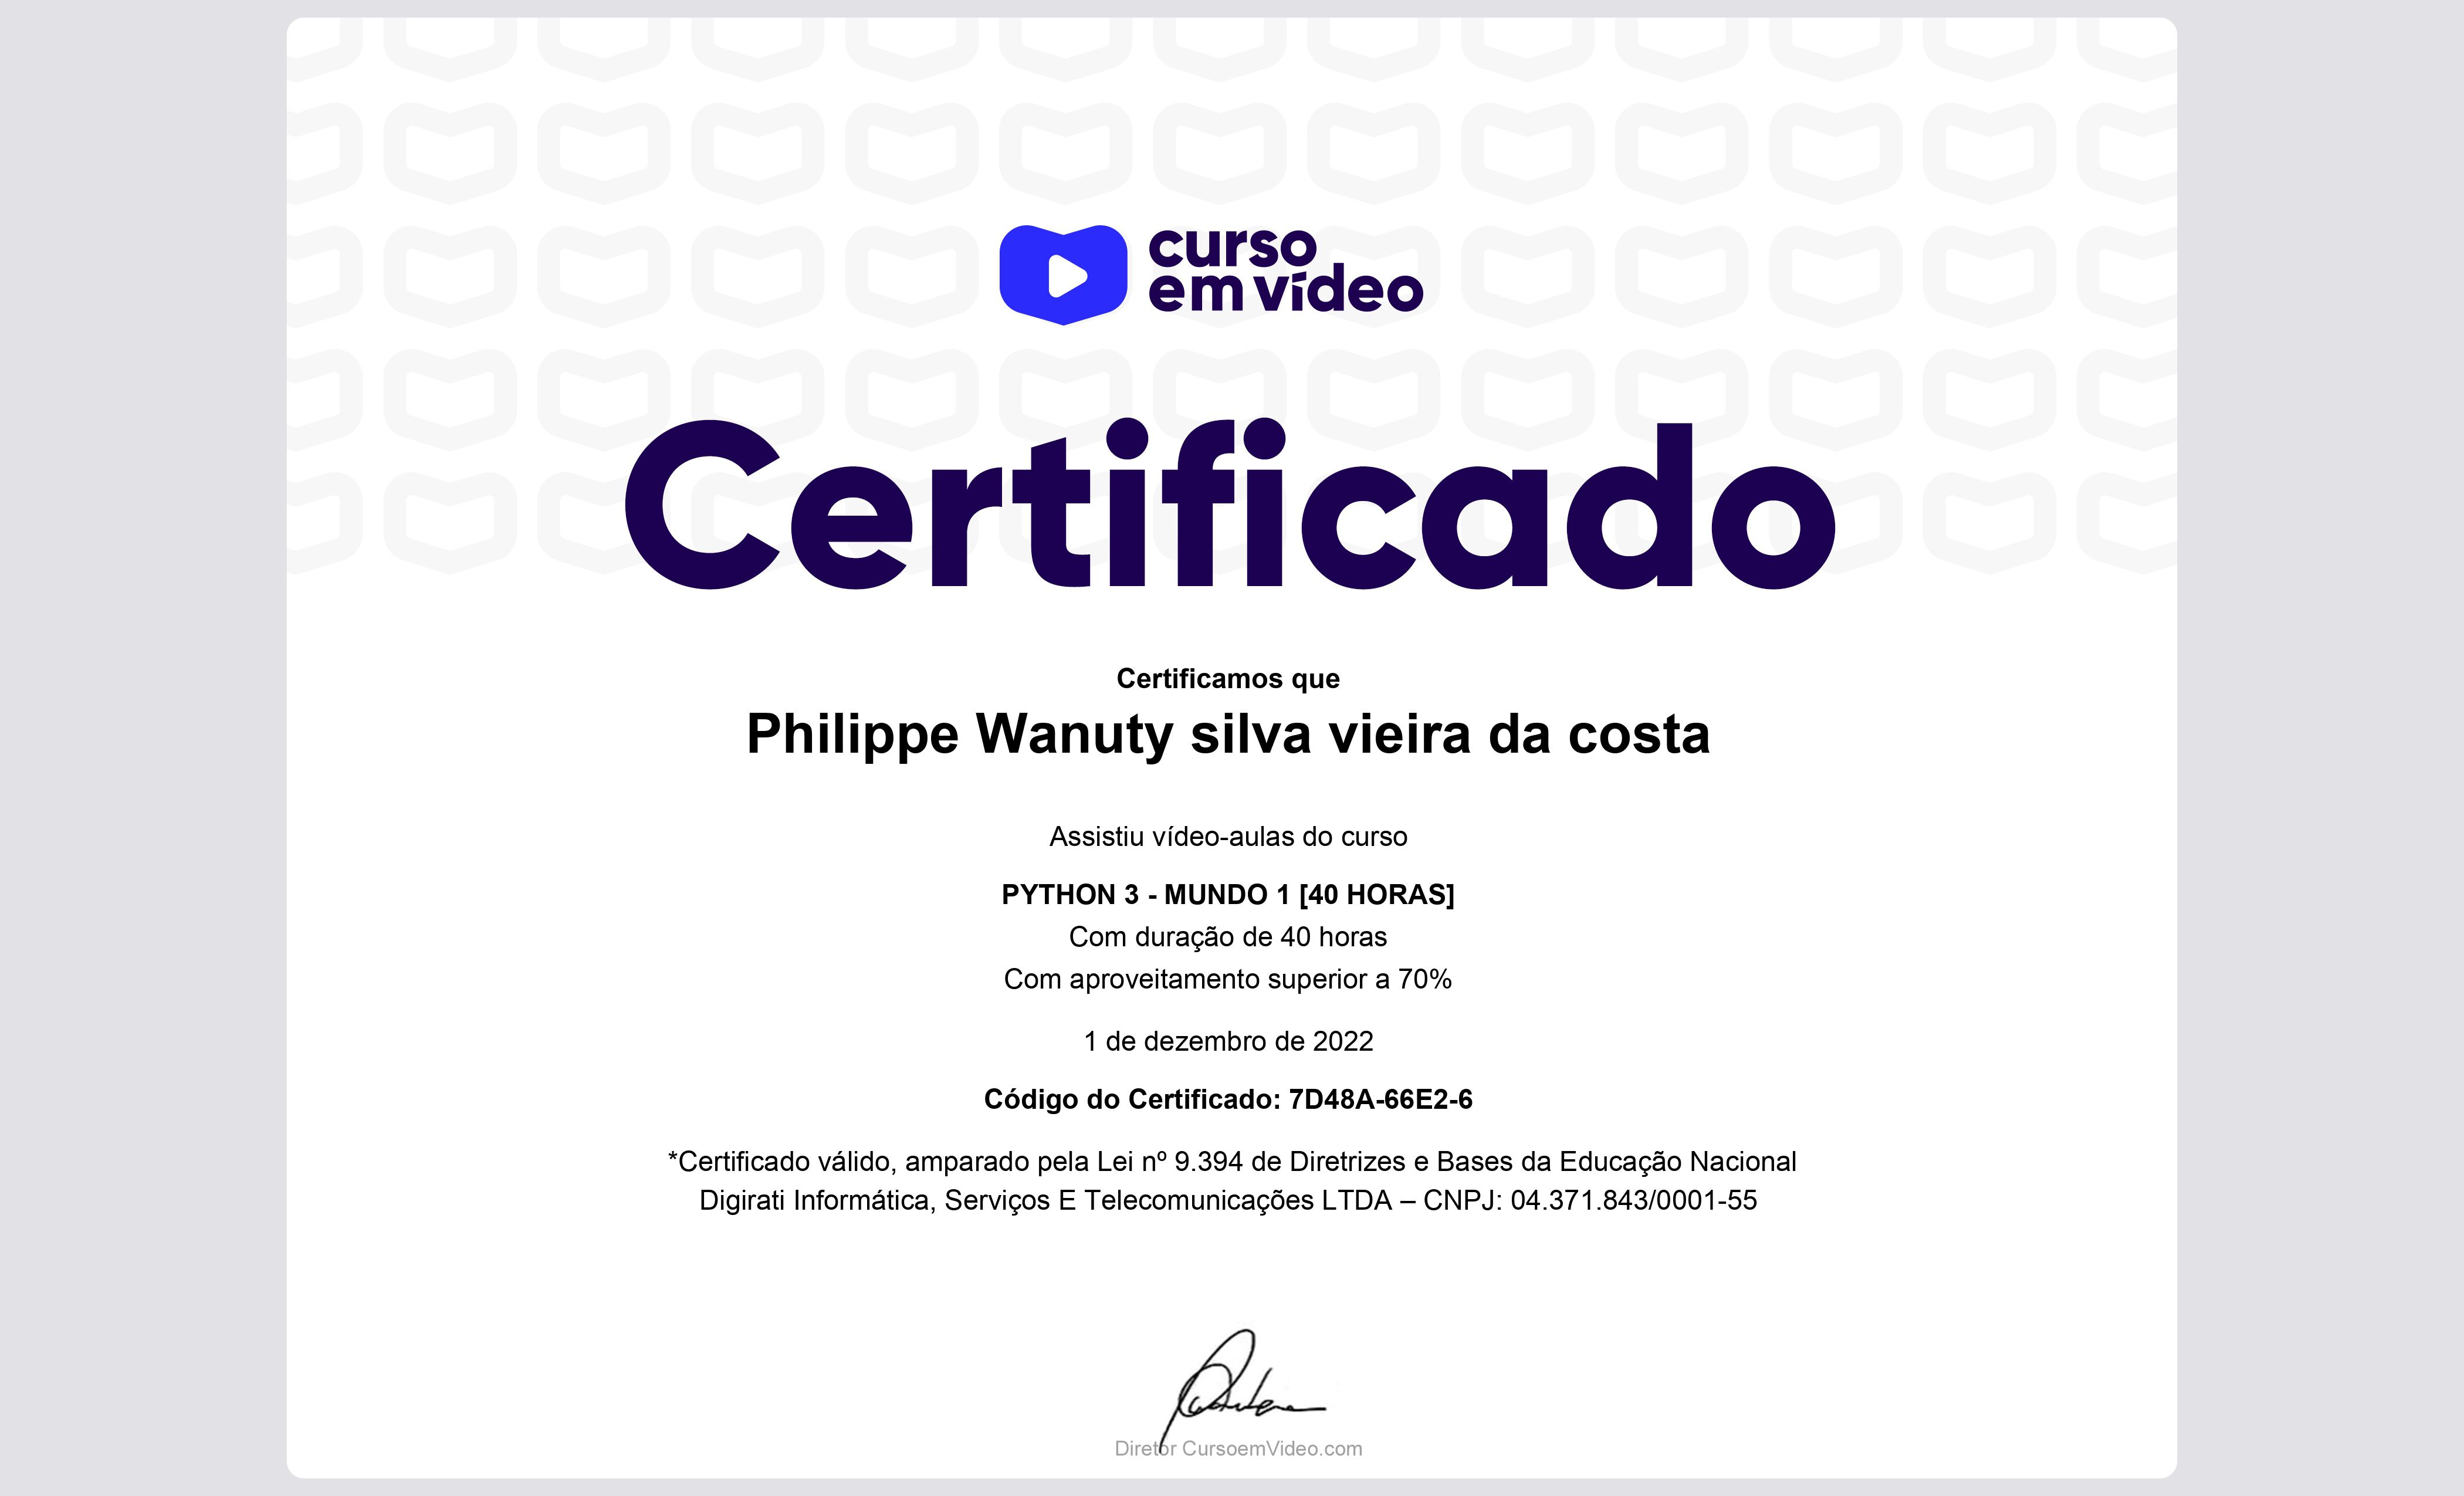 curso
em vídeo
Certificado
Certificamos que
Philippe Wanuty silva vieira da costa
Assistiu vídeo-aulas do curso
PYTHON 3 - MUNDO 1 [40 HORAS]
Com duração de 40 horas
Com aproveitamento superior a 70%
1 de dezembro de 2022
Código do Certificado: 7D48A-66E2-6
*Certificado válido, amparado pela Lei nº 9.394 de Diretrizes e Bases da Educação Nacional
Digirati Informática, Serviços E Telecomunicações LTDA – CNPJ: 04.371.843/0001-55
Diretor CursoemVideo.com